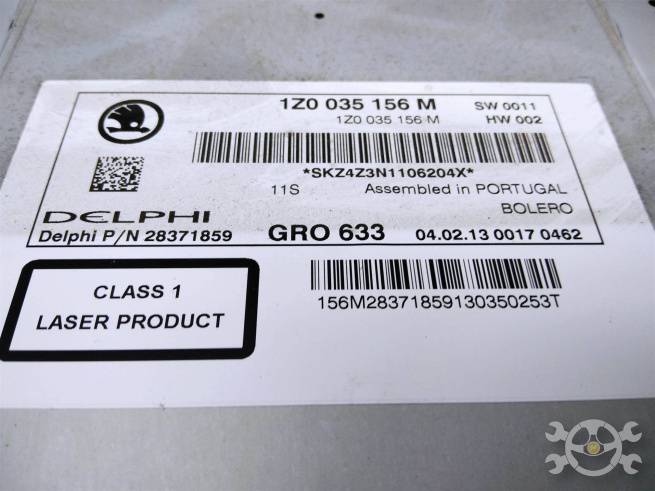 1Z0 035 156 M SW 0011
1Z0 035 156 M HW 002
*SKZ4Z3N1106204X*
11S Assembled in PORTUGAL
DELPHI BOLERO
Delphi P/N 28371859 GRO 633 04.02.13 0017 0462
CLASS 1
LASER PRODUCT
156M28371859130350253T